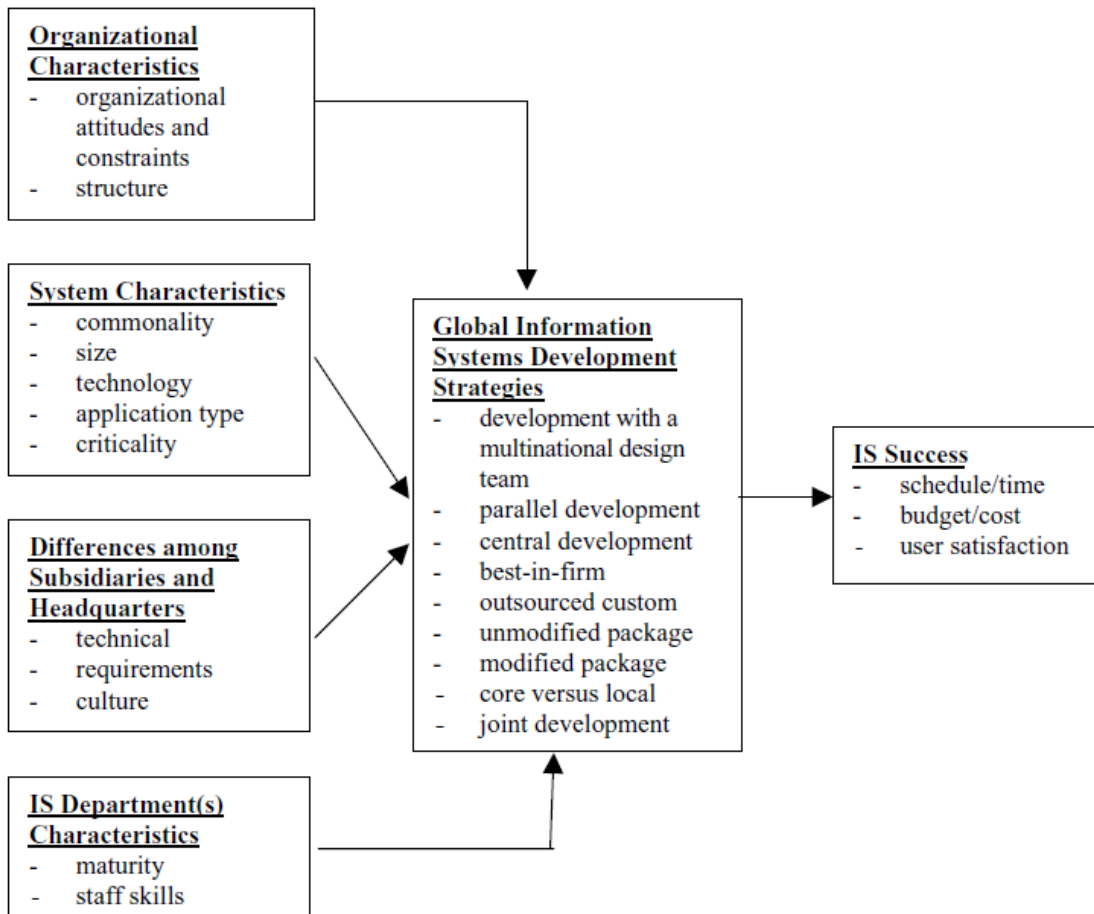 Organizational
Characteristics
- organizational
attitudes and
constraints
- structure
System Characteristics
- commonality
- size
- technology
- application type
- criticality
Differences among
Subsidiaries and
Headquarters
- technical
- requirements
- culture
IS Department(s)
Characteristics
- maturity
- staff skills
Global Information
Systems Development
Strategies
- development with a
multinational design
team
- parallel development
- central development
- best-in-firm
- outsourced custom
- unmodified package
- modified package
- core versus local
- joint development
IS Success
- schedule/time
- budget/cost
- user satisfaction